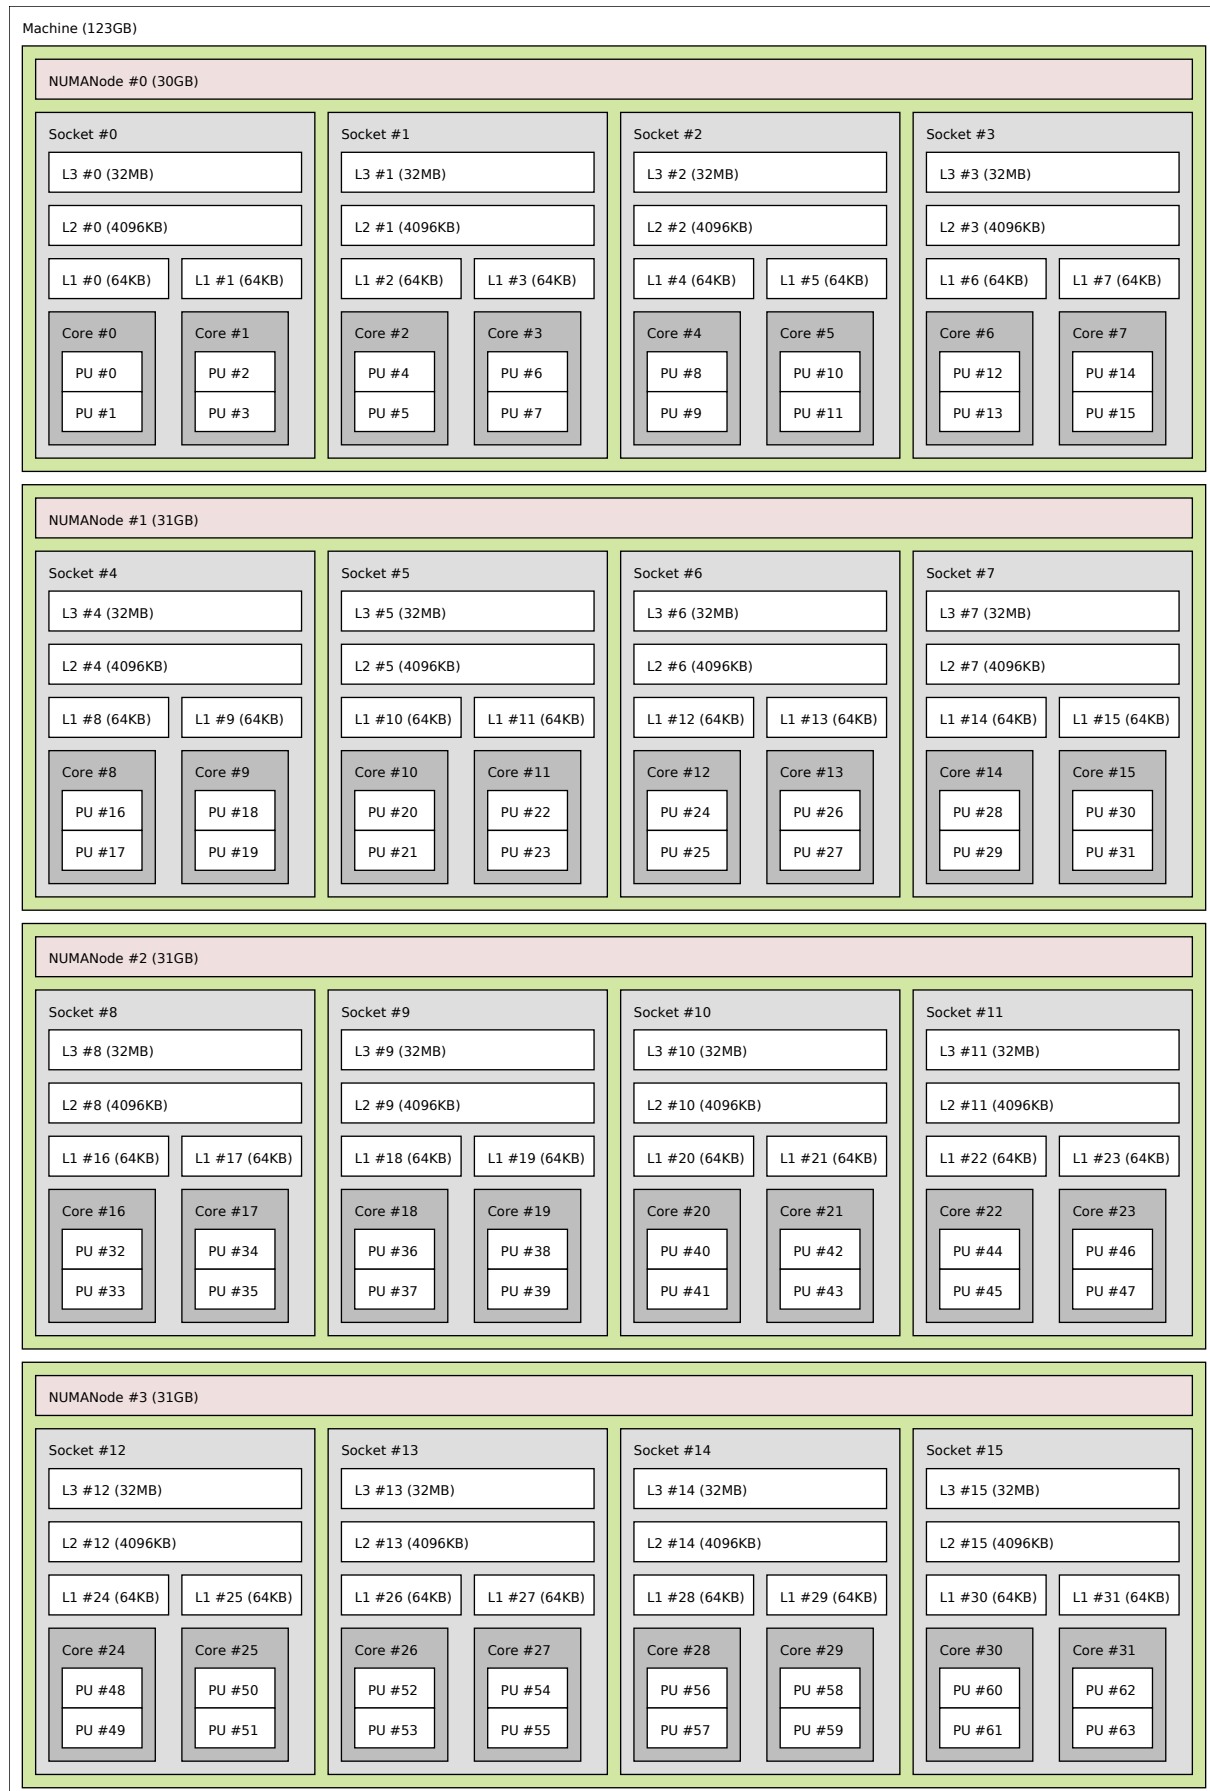 Machine (123GB)
NUMANode #0 (30GB)
Socket #0 Socket #1 Socket #2 Socket #3
L3 #0 (32MB) L3 #1 (32MB) L3 #2 (32MB) L3 #3 (32MB)
L2 #0 (4096KB) L2 #1 (4096KB) L2 #2 (4096KB) L2 #3 (4096KB)
L1 #0 (64KB) L1 #1 (64KB) L1 #2 (64KB) L1 #3 (64KB) L1 #4 (64KB) L1 #5 (64KB) L1 #6 (64KB) L1 #7 (64KB)
Core #0 Core #1 Core #2 Core #3 Core #4 Core #5 Core #6 Core #7
PU #0 PU #2 PU #4 PU #6 PU #8 PU #10 PU #12 PU #14
PU #1 PU #3 PU #5 PU #7 PU #9 PU #11 PU #13 PU #15
NUMANode #1 (31GB)
Socket #4 Socket #5 Socket #6 Socket #7
L3 #4 (32MB) L3 #5 (32MB) L3 #6 (32MB) L3 #7 (32MB)
L2 #4 (4096KB) L2 #5 (4096KB) L2 #6 (4096KB) L2 #7 (4096KB)
L1 #8 (64KB) L1 #9 (64KB) L1 #10 (64KB) L1 #11 (64KB) L1 #12 (64KB) L1 #13 (64KB) L1 #14 (64KB) L1 #15 (64KB)
Core #8 Core #9 Core #10 Core #11 Core #12 Core #13 Core #14 Core #15
PU #16 PU #18 PU #20 PU #22 PU #24 PU #26 PU #28 PU #30
PU #17 PU #19 PU #21 PU #23 PU #25 PU #27 PU #29 PU #31
NUMANode #2 (31GB)
Socket #8 Socket #9 Socket #10 Socket #11
L3 #8 (32MB) L3 #9 (32MB) L3 #10 (32MB) L3 #11 (32MB)
L2 #8 (4096KB) L2 #9 (4096KB) L2 #10 (4096KB) L2 #11 (4096KB)
L1 #16 (64KB) L1 #17 (64KB) L1 #18 (64KB) L1 #19 (64KB) L1 #20 (64KB) L1 #21 (64KB) L1 #22 (64KB) L1 #23 (64KB)
Core #16 Core #17 Core #18 Core #19 Core #20 Core #21 Core #22 Core #23
PU #32 PU #34 PU #36 PU #38 PU #40 PU #42 PU #44 PU #46
PU #33 PU #35 PU #37 PU #39 PU #41 PU #43 PU #45 PU #47
NUMANode #3 (31GB)
Socket #12 Socket #13 Socket #14 Socket #15
L3 #12 (32MB) L3 #13 (32MB) L3 #14 (32MB) L3 #15 (32MB)
L2 #12 (4096KB) L2 #13 (4096KB) L2 #14 (4096KB) L2 #15 (4096KB)
L1 #24 (64KB) L1 #25 (64KB) L1 #26 (64KB) L1 #27 (64KB) L1 #28 (64KB) L1 #29 (64KB) L1 #30 (64KB) L1 #31 (64KB)
Core #24 Core #25 Core #26 Core #27 Core #28 Core #29 Core #30 Core #31
PU #48 PU #50 PU #52 PU #54 PU #56 PU #58 PU #60 PU #62
PU #49 PU #51 PU #53 PU #55 PU #57 PU #59 PU #61 PU #63